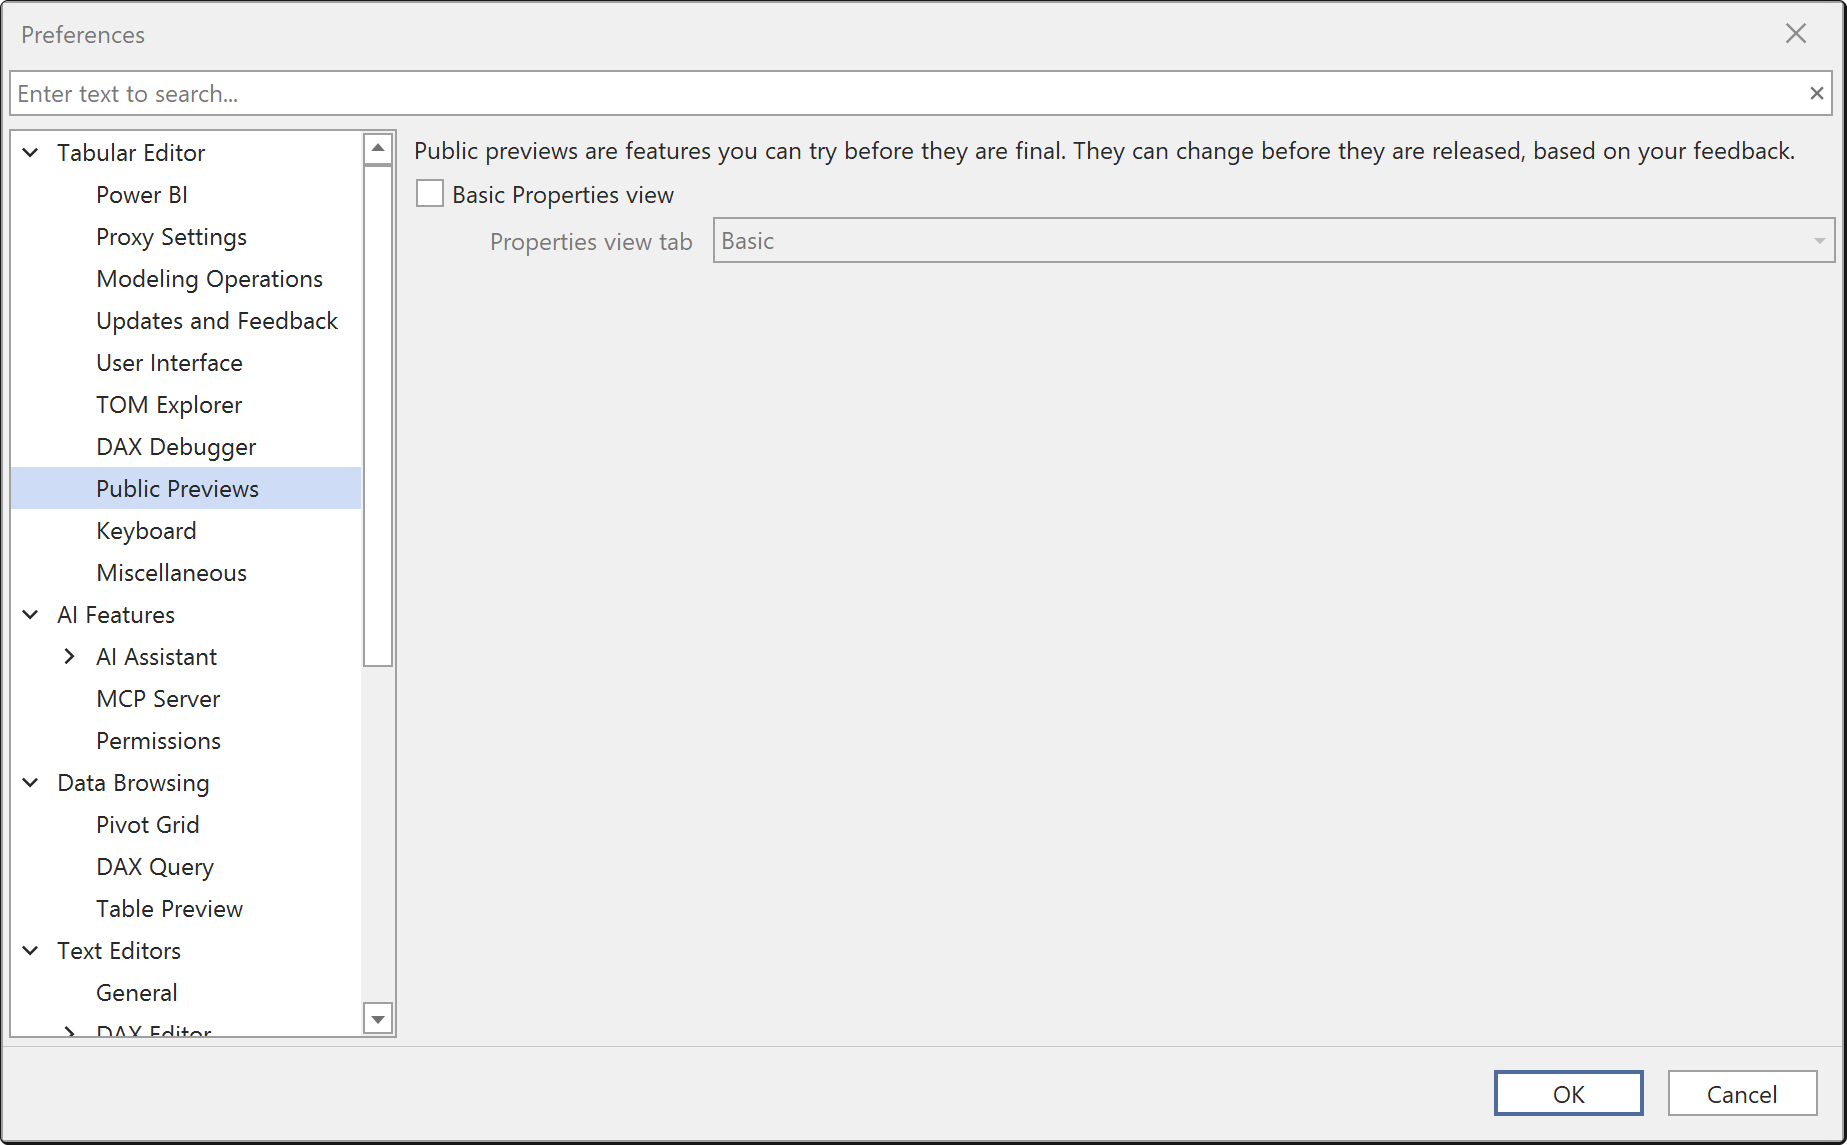 Preferences
Enter text to search...
Tabular Editor
Power BI
Proxy Settings
Modeling Operations
Updates and Feedback
User Interface
TOM Explorer
DAX Debugger
Public Previews
Keyboard
Miscellaneous
AI Features
AI Assistant
MCP Server
Permissions
Data Browsing
Pivot Grid
DAX Query
Table Preview
Text Editors
General
DAX Editor
Public previews are features you can try before they are final. They can change before they are released, based on your feedback.
Basic Properties view
Properties view tab Basic
OK Cancel